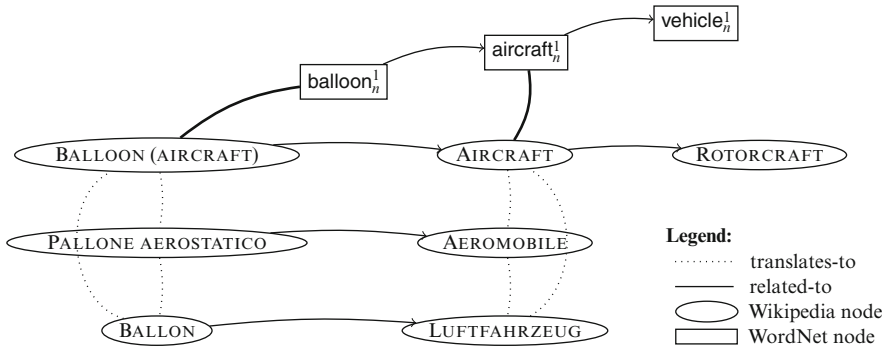 vehicle¹ₙ
aircraft¹ₙ
balloon¹ₙ
BALLOON (AIRCRAFT) AIRCRAFT ROTORCRAFT
PALLONE AEROSTATICO AEROMOBILE
BALLON LUFTFAHRZEUG
Legend:
translates-to
related-to
Wikipedia node
WordNet node